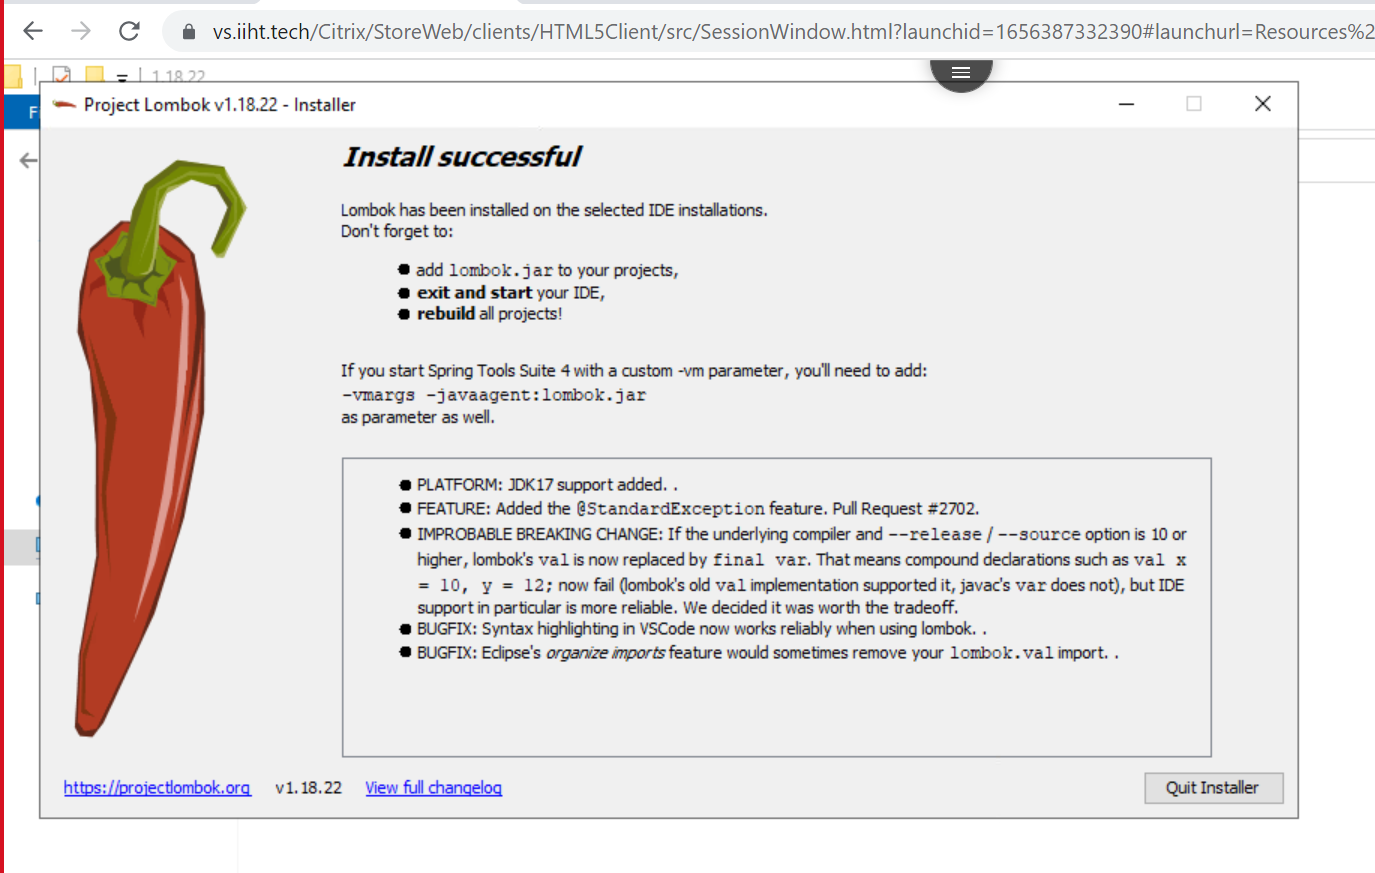 vs.iiht.tech/Citrix/StoreWeb/clients/HTML5Client/src/SessionWindow.html?launchid=1656387332390#launchurl=Resources%2
1.18.22
F
Project Lombok v1.18.22 - Installer
Install successful
Lombok has been installed on the selected IDE installations.
Don't forget to:
add lombok.jar to your projects,
exit and start your IDE,
rebuild all projects!
If you start Spring Tools Suite 4 with a custom -vm parameter, you'll need to add:
-vmargs -javaagent:lombok.jar
as parameter as well.
PLATFORM: JDK17 support added. .
FEATURE: Added the @StandardException feature. Pull Request #2702.
IMPROBABLE BREAKING CHANGE: If the underlying compiler and --release / --source option is 10 or
higher, lombok's val is now replaced by final var. That means compound declarations such as val x
= 10, y = 12; now fail (lombok's old val implementation supported it, javac's var does not), but IDE
support in particular is more reliable. We decided it was worth the tradeoff.
BUGFIX: Syntax highlighting in VSCode now works reliably when using lombok. .
BUGFIX: Eclipse's organize imports feature would sometimes remove your lombok.val import. .
https://projectlombok.org v1.18.22 View full changelog
Quit Installer